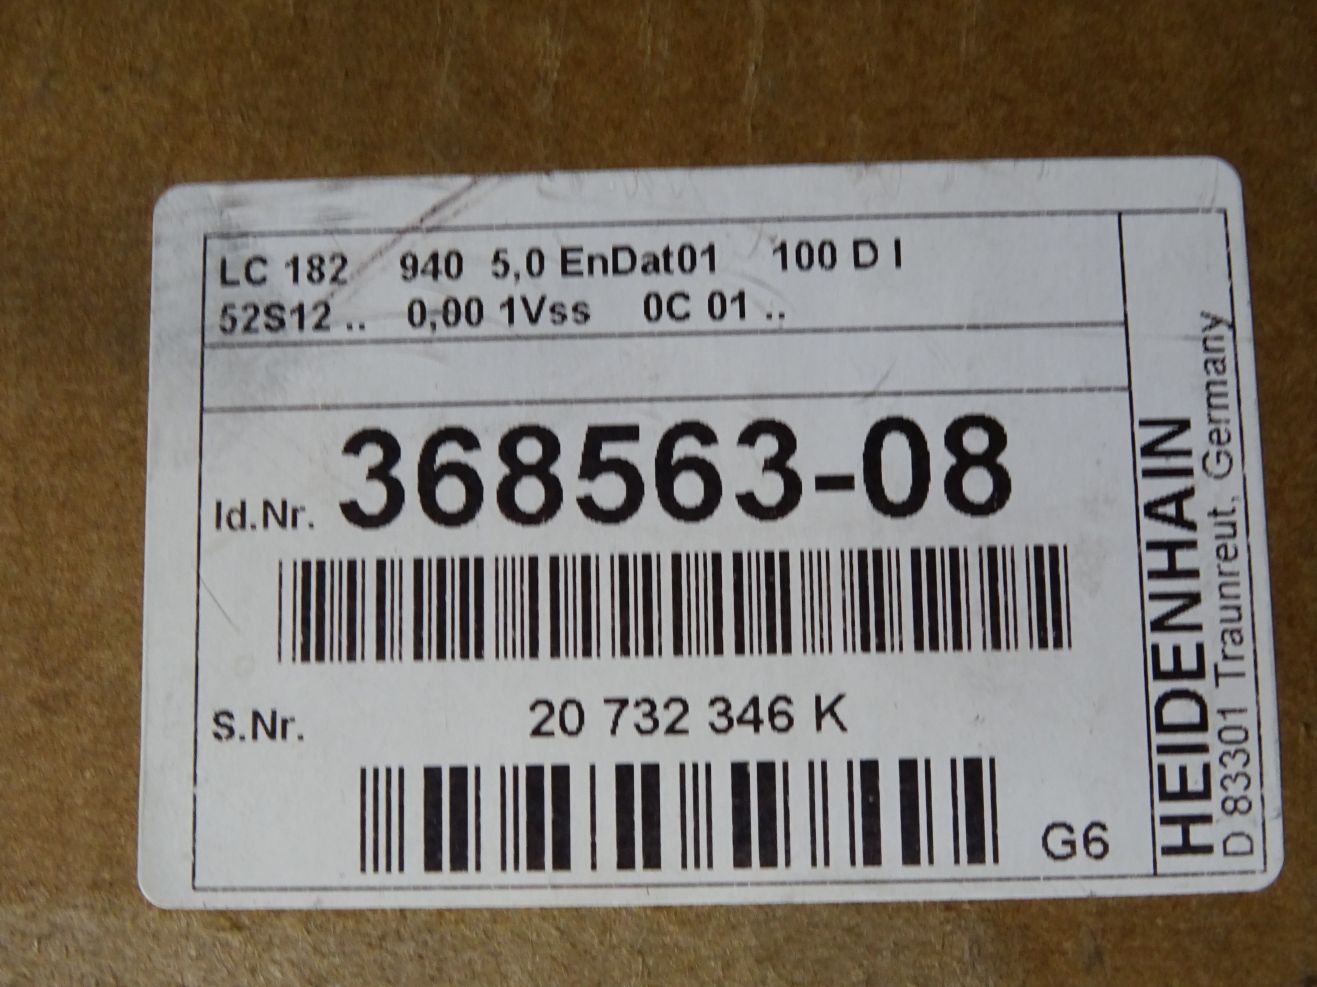 LC 182 940 5,0 EnDat01 100 D I
52S12 .. 0,00 1Vss 0C 01 ..
Id.Nr. 368563-08
S.Nr. 20 732 346 K
G6
HEIDENHAIN
D 83301 Traunreut, Germany